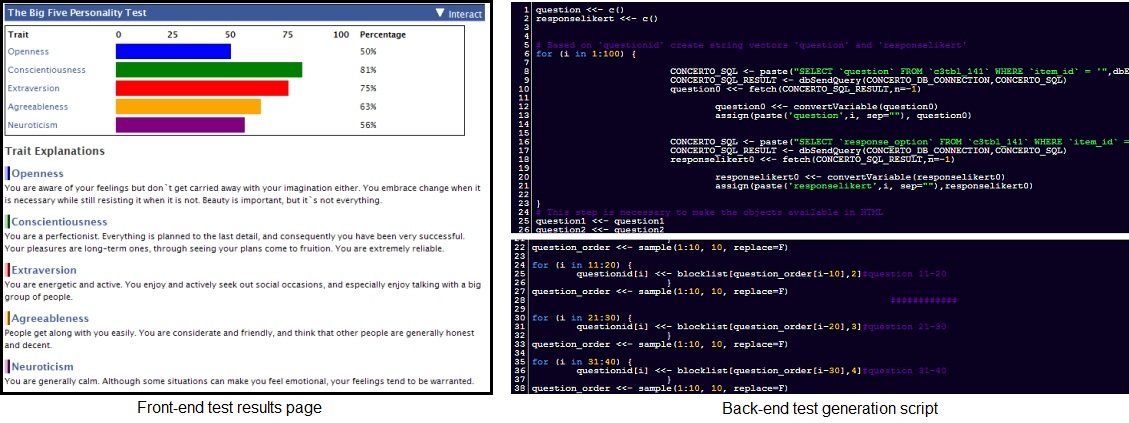 The Big Five Personality Test
Interact
Trait 0 25 50 75 100 Percentage
Openness 50%
Conscientiousness 81%
Extraversion 75%
Agreeableness 63%
Neuroticism 56%
Trait Explanations
Openness
You are aware of your feelings but don`t get carried away with your imagination either. You embrace change when it
is necessary while still resisting it when it is not. Beauty is important, but it`s not everything.
Conscientiousness
You are a perfectionist. Everything is planned to the last detail, and consequently you have been very successful.
Your pleasures are long-term ones, through seeing your plans come to fruition. You are extremely reliable.
Extraversion
You are energetic and active. You enjoy and actively seek out social occasions, and especially enjoy talking with a big
group of people.
Agreeableness
People get along with you easily. You are considerate and friendly, and think that other people are generally honest
and decent.
Neuroticism
You are generally calm. Although some situations can make you feel emotional, your feelings tend to be warranted.
Front-end test results page
1 question <<- c()
2 responselikert <<- c()
3
4
5 # Based on 'questionid' create string vectors 'question' and 'responselikert'
6 for (i in 1:100) {
7
8 CONCERTO_SQL <- paste("SELECT `question` FROM `c3tbl_141` WHERE `item_id` = '",dbE
9 CONCERTO_SQL_RESULT <- dbSendQuery(CONCERTO_DB_CONNECTION,CONCERTO_SQL)
10 question0 <<- fetch(CONCERTO_SQL_RESULT,n=-1)
11
12 question0 <<- convertVariable(question0)
13 assign(paste('question',i, sep=""), question0)
14
15
16 CONCERTO_SQL <- paste("SELECT `response_option` FROM `c3tbl_141` WHERE `item_id` =
17 CONCERTO_SQL_RESULT <- dbSendQuery(CONCERTO_DB_CONNECTION,CONCERTO_SQL)
18 responselikert0 <<- fetch(CONCERTO_SQL_RESULT,n=-1)
19
20 responselikert0 <<- convertVariable(responselikert0)
21 assign(paste('responselikert',i, sep=""),responselikert0)
22
23 }
24 # This step is necessary to make the objects available in HTML
25 question1 <<- question1
26 question2 <<- question2
21 }
22 question_order <<- sample(1:10, 10, replace=F)
23
24 for (i in 11:20) {
25 questionid[i] <<- blocklist[question_order[i-10],2]#question 11-20
26 }
27 question_order <<- sample(1:10, 10, replace=F)
28 ############
29
30 for (i in 21:30) {
31 questionid[i] <<- blocklist[question_order[i-20],3]#question 21-30
32 }
33 question_order <<- sample(1:10, 10, replace=F)
34
35 for (i in 31:40) {
36 questionid[i] <<- blocklist[question_order[i-30],4]#question 31-40
37 }
38 question_order <<- sample(1:10, 10, replace=F)
Back-end test generation script